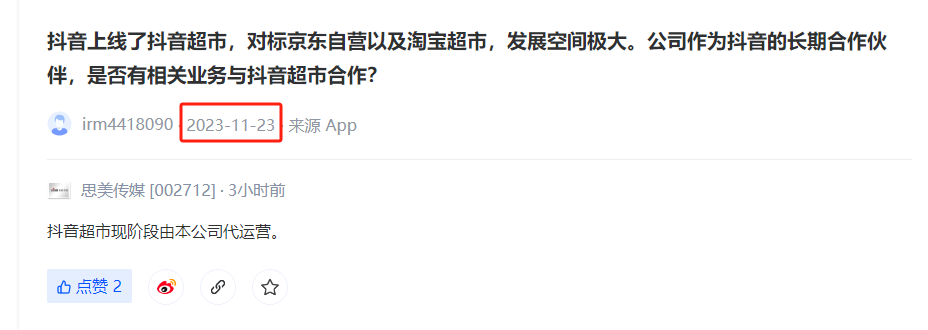 抖音上线了抖音超市，对标京东自营以及淘宝超市，发展空间极大。公司作为抖音的长期合作伙
伴，是否有相关业务与抖音超市合作？
irm4418090 · 2023-11-23 · 来源 App
思美传媒 [002712] · 3小时前
抖音超市现阶段由本公司代运营。
点赞 2